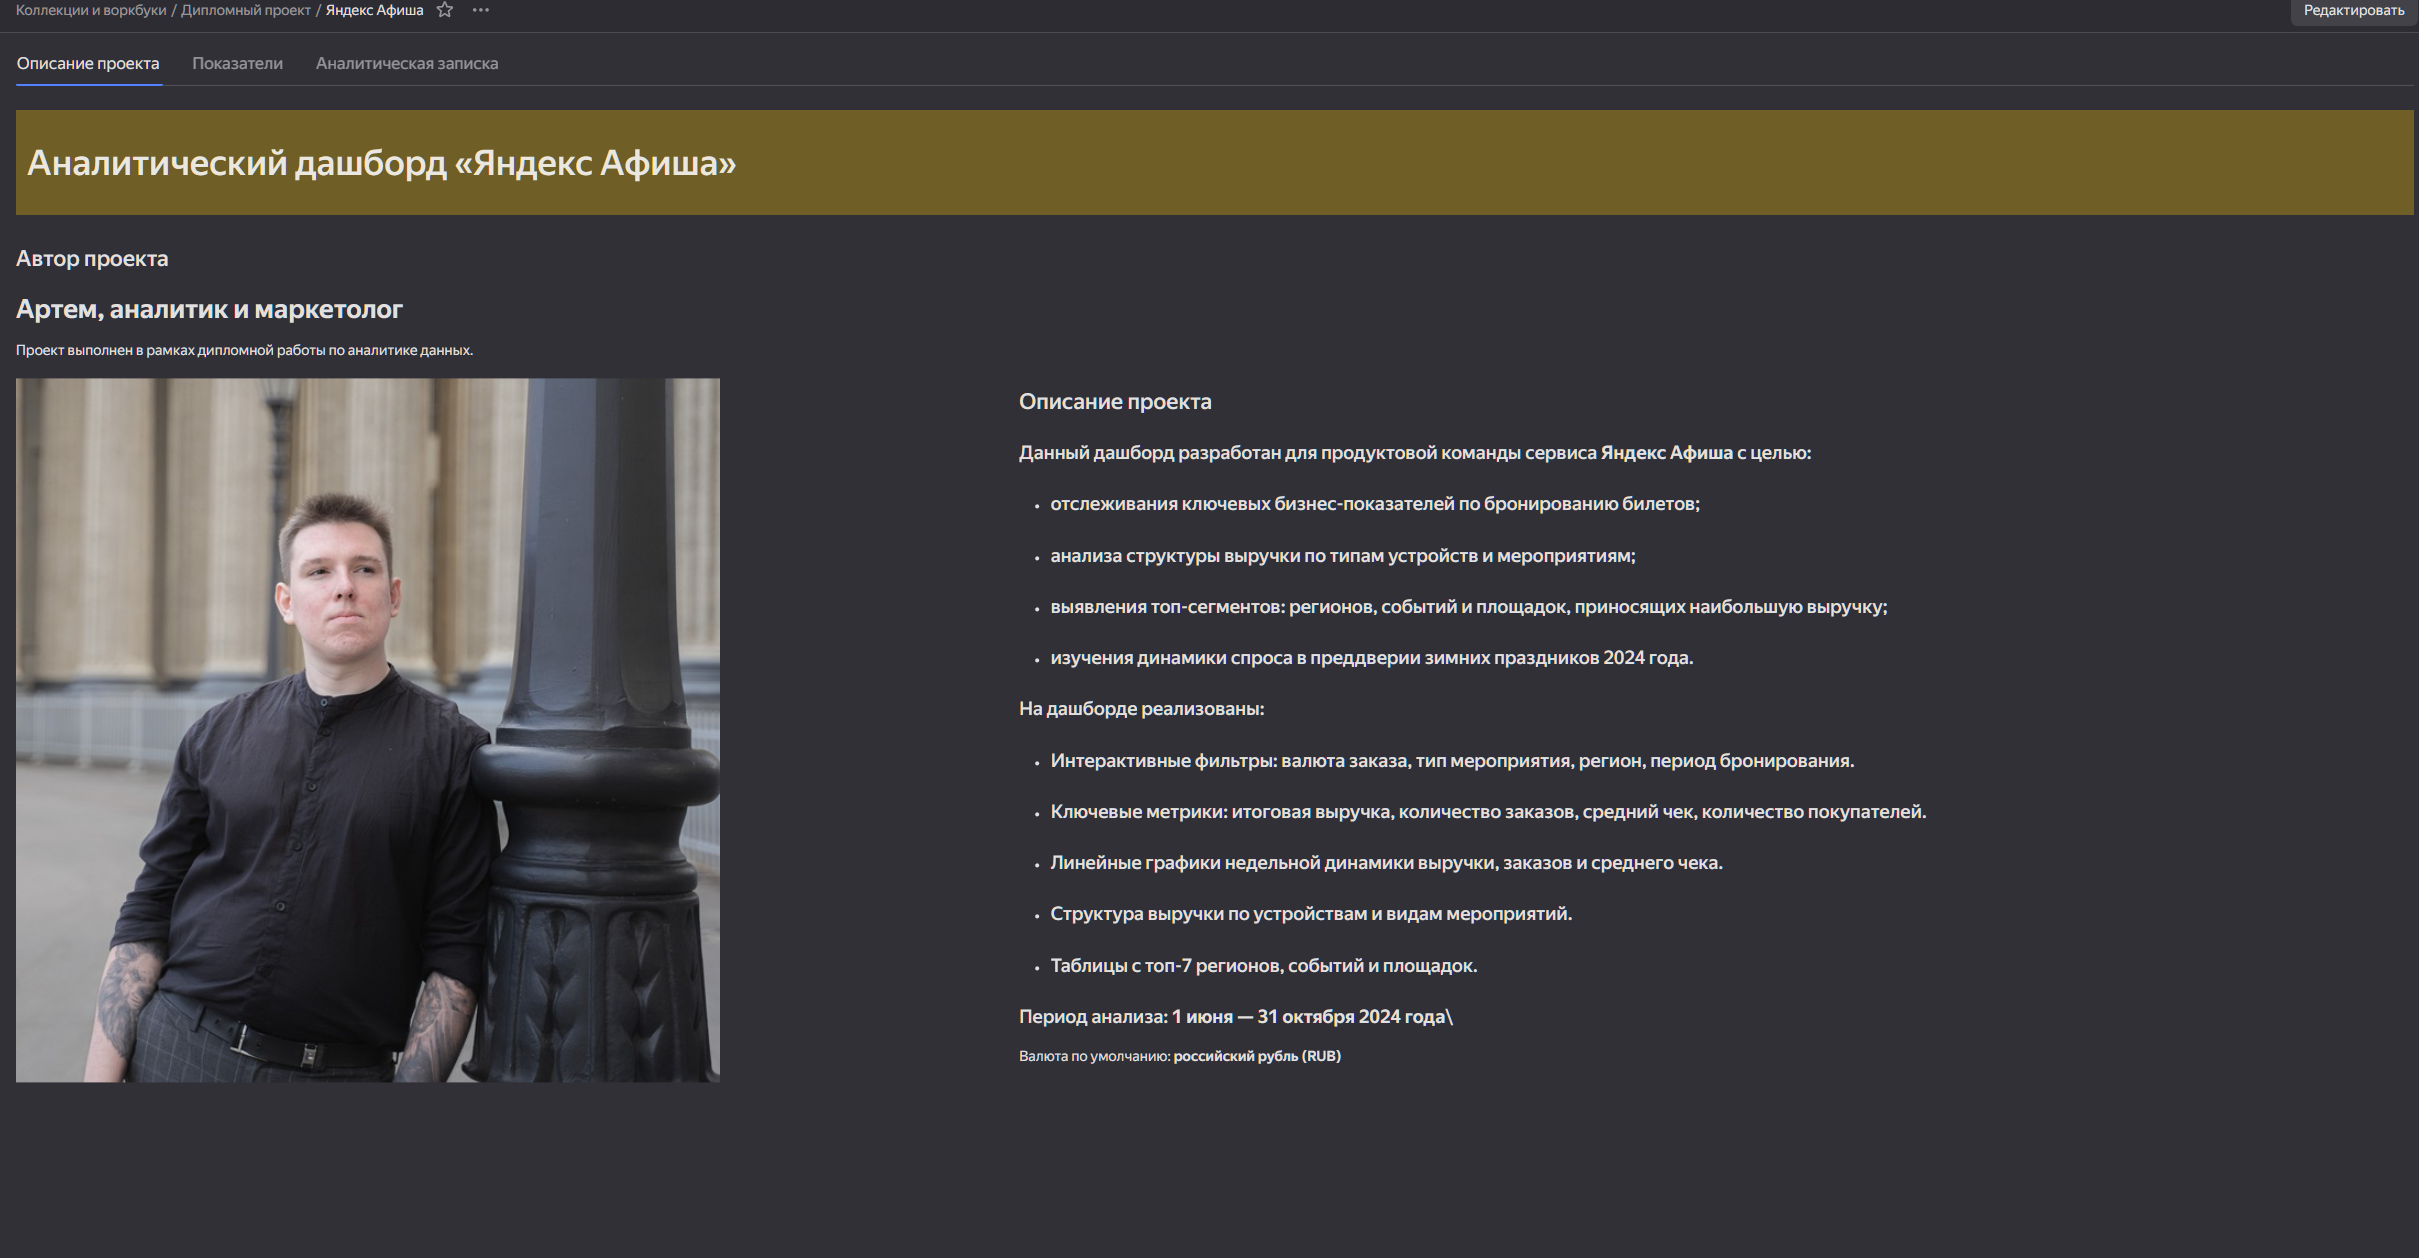 Коллекции и воркбуки / Дипломный проект / Яндекс Афиша
Редактировать
Описание проекта
Показатели
Аналитическая записка
Аналитический дашборд «Яндекс Афиша»
Автор проекта
Артем, аналитик и маркетолог
Проект выполнен в рамках дипломной работы по аналитике данных.
Описание проекта
Данный дашборд разработан для продуктовой команды сервиса Яндекс Афиша с целью:
• отслеживания ключевых бизнес-показателей по бронированию билетов;
• анализа структуры выручки по типам устройств и мероприятиям;
• выявления топ-сегментов: регионов, событий и площадок, приносящих наибольшую выручку;
• изучения динамики спроса в преддверии зимних праздников 2024 года.
На дашборде реализованы:
• Интерактивные фильтры: валюта заказа, тип мероприятия, регион, период бронирования.
• Ключевые метрики: итоговая выручка, количество заказов, средний чек, количество покупателей.
• Линейные графики недельной динамики выручки, заказов и среднего чека.
• Структура выручки по устройствам и видам мероприятий.
• Таблицы с топ-7 регионов, событий и площадок.
Период анализа: 1 июня — 31 октября 2024 года\
Валюта по умолчанию: российский рубль (RUB)